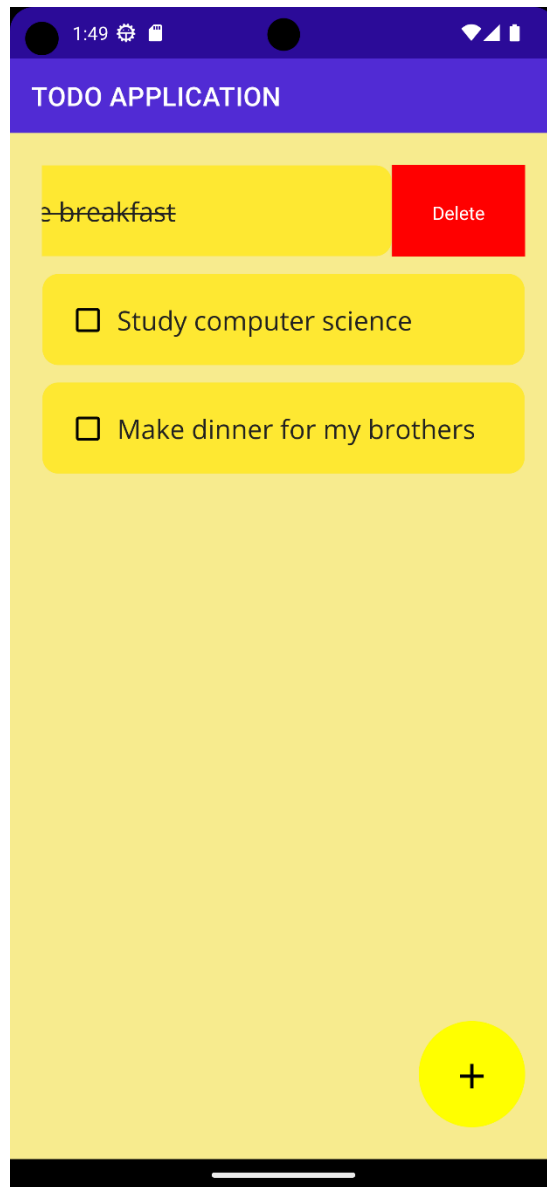 1:49
TODO APPLICATION
e breakfast
Delete
Study computer science
Make dinner for my brothers
+